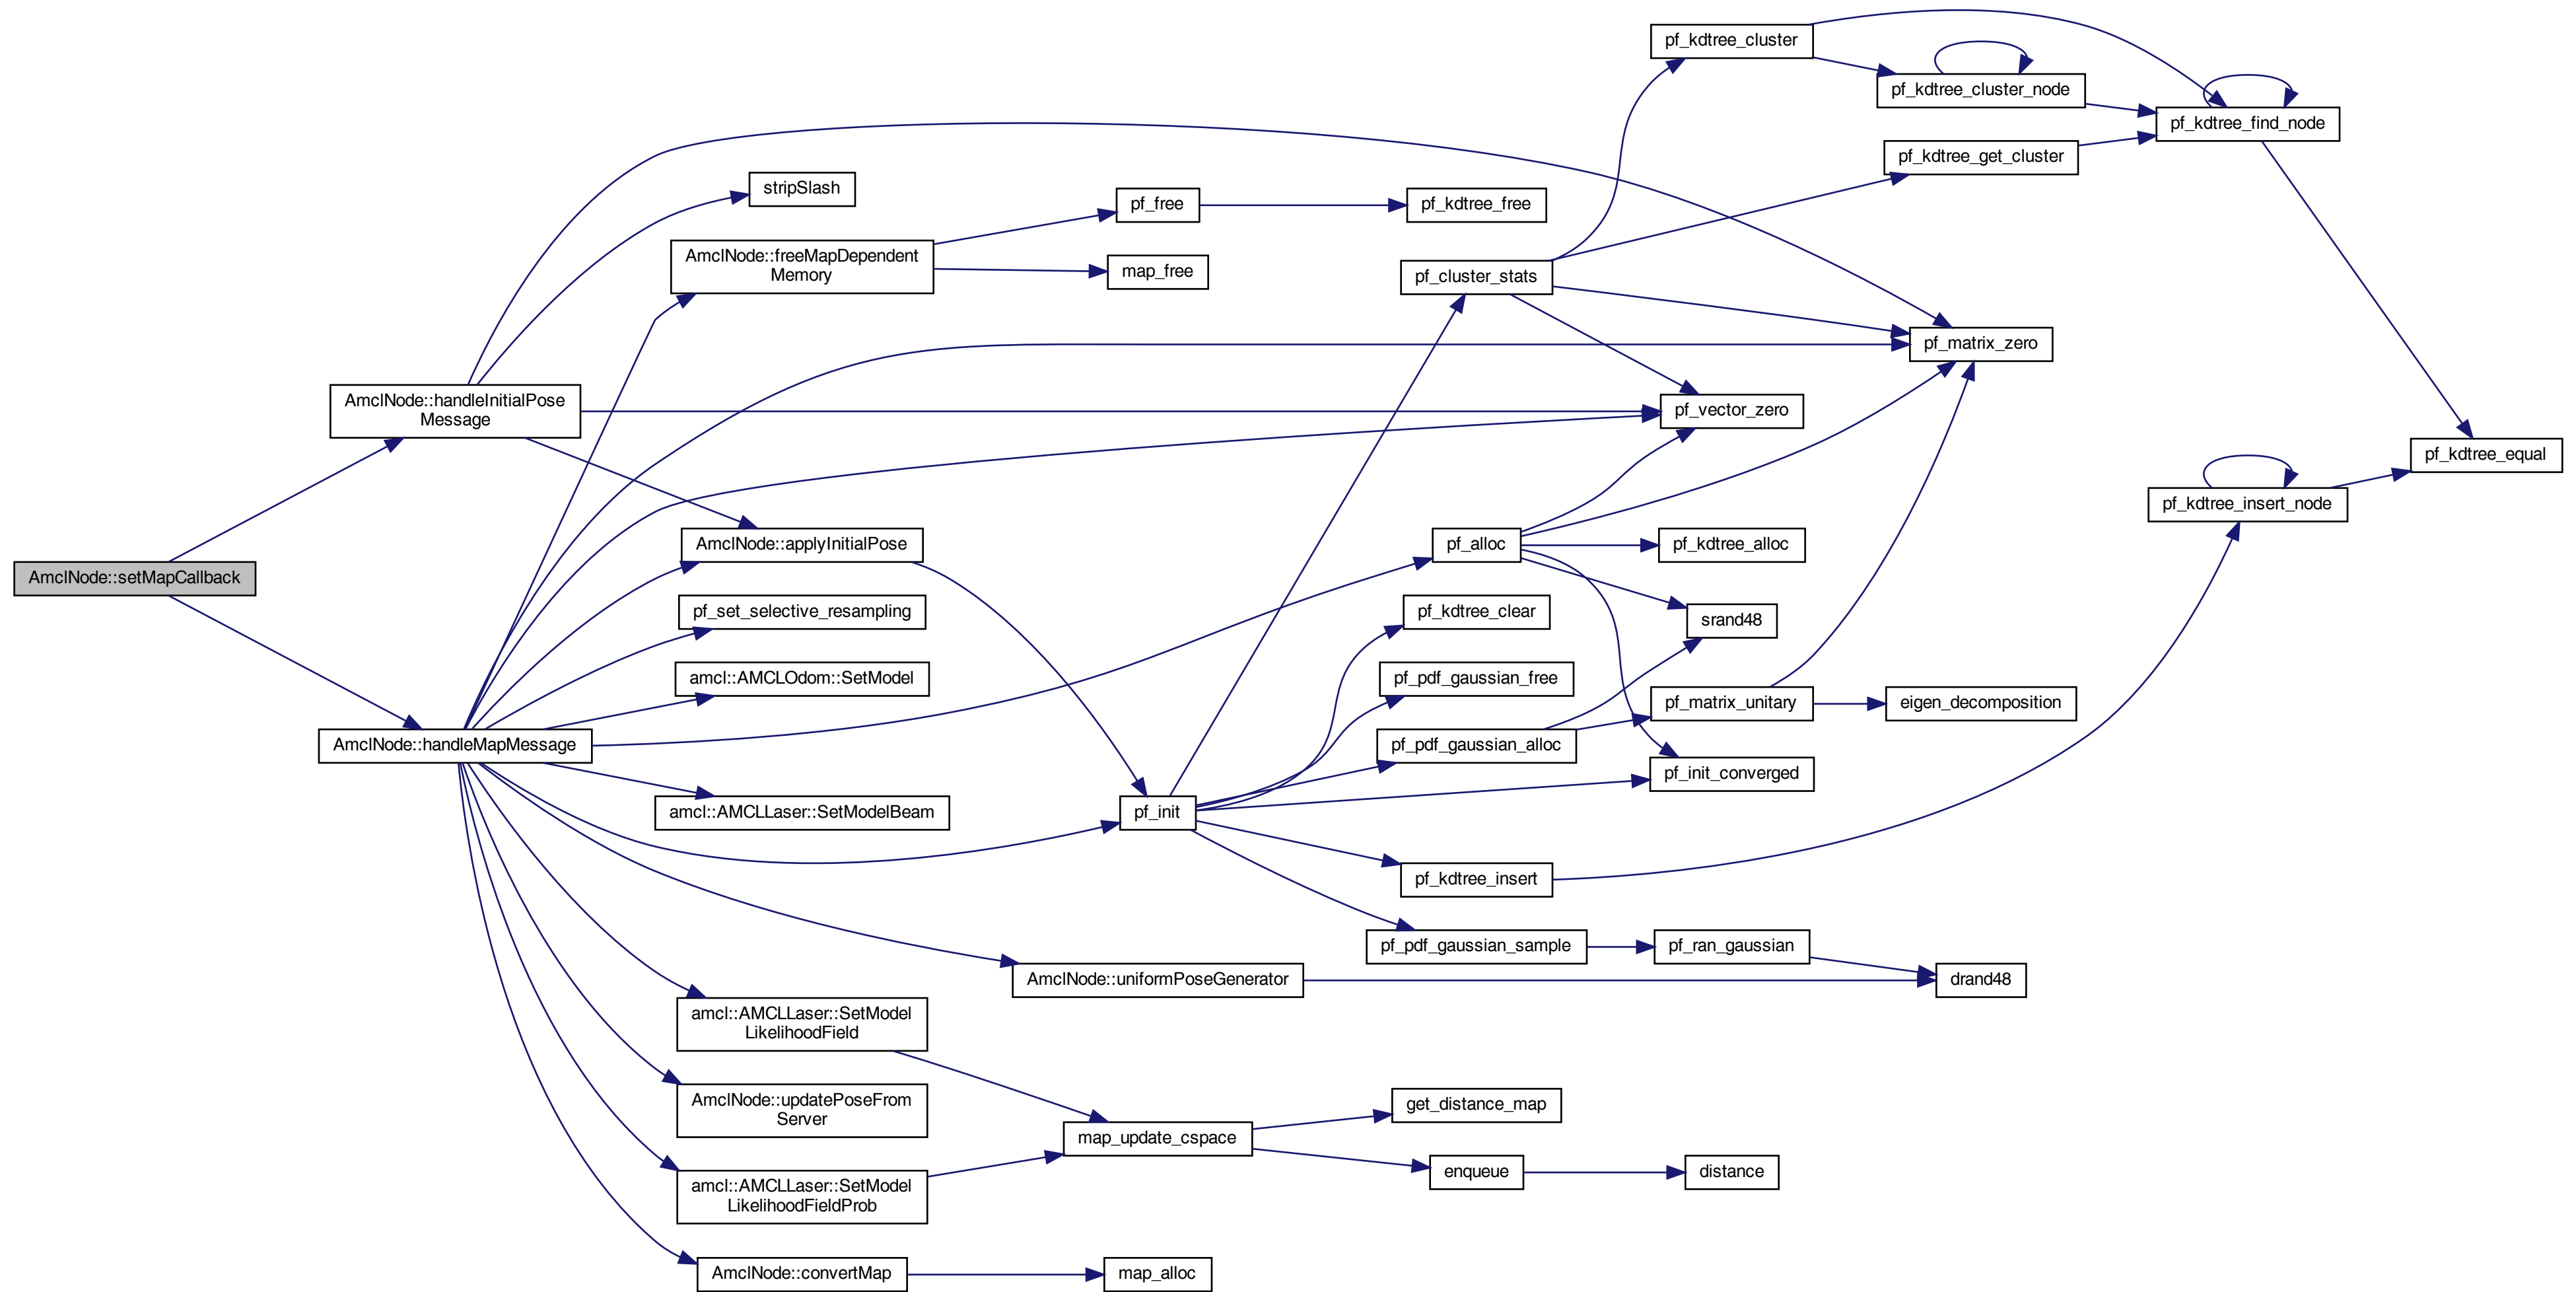 pf_kdtree_cluster
pf_kdtree_cluster_node
pf_kdtree_find_node
pf_kdtree_get_cluster
stripSlash
pf_free
pf_kdtree_free
AmclNode::freeMapDependent
Memory
map_free
pf_cluster_stats
pf_matrix_zero
AmclNode::handleInitialPose
Message
pf_vector_zero
pf_kdtree_equal
pf_kdtree_insert_node
AmclNode::applyInitialPose
pf_alloc
pf_kdtree_alloc
AmclNode::setMapCallback
pf_set_selective_resampling
pf_kdtree_clear
srand48
amcl::AMCLOdom::SetModel
pf_pdf_gaussian_free
pf_matrix_unitary
eigen_decomposition
AmclNode::handleMapMessage
pf_pdf_gaussian_alloc
pf_init_converged
amcl::AMCLLaser::SetModelBeam
pf_init
pf_kdtree_insert
pf_pdf_gaussian_sample
pf_ran_gaussian
AmclNode::uniformPoseGenerator
drand48
amcl::AMCLLaser::SetModel
LikelihoodField
AmclNode::updatePoseFrom
Server
get_distance_map
map_update_cspace
enqueue
distance
amcl::AMCLLaser::SetModel
LikelihoodFieldProb
AmclNode::convertMap
map_alloc